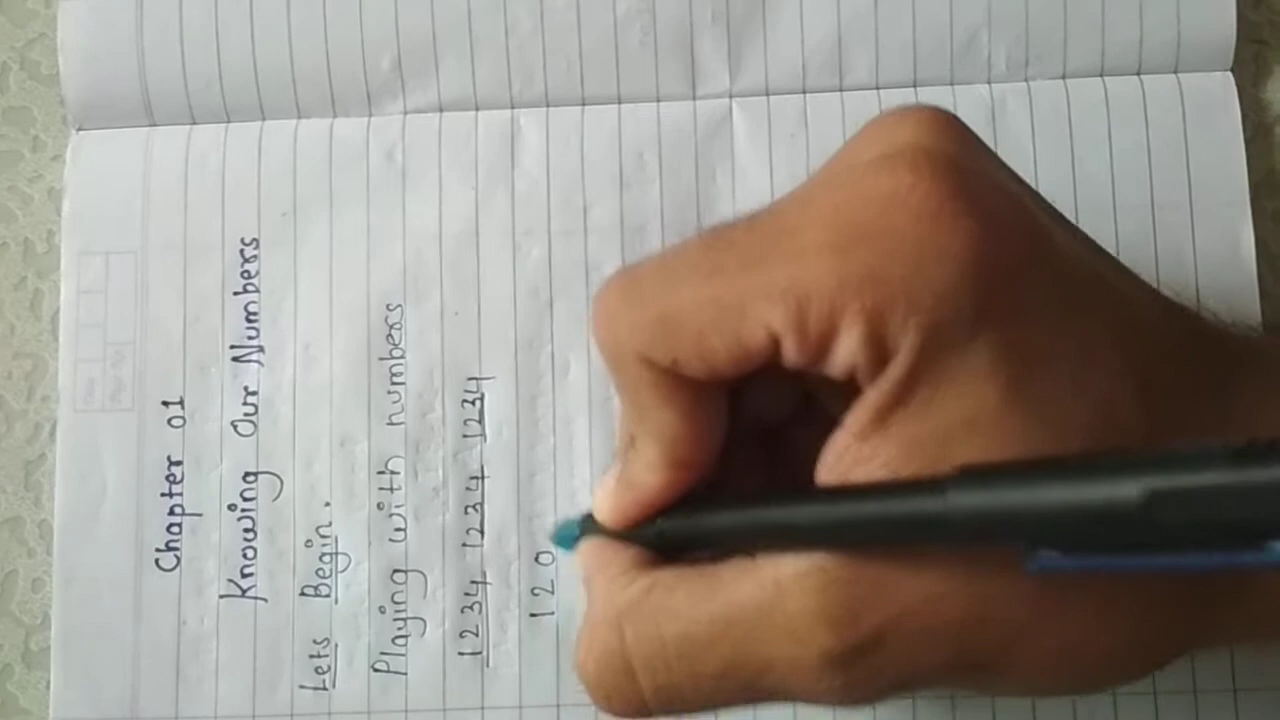 Chapter 01
Knowing Our Numbers
Lets Begin.
Playing with numbers
1234 1234 1234
120